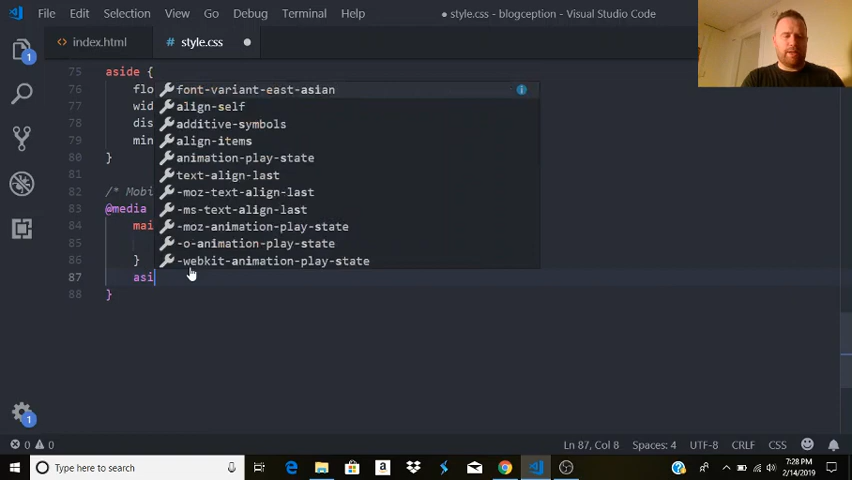 File Edit Selection View Go Debug Terminal Help
● style.css - blogception - Visual Studio Code
<> index.html
# style.css ●
75 aside {
76 flo
77 wid
78 dis
79 min
80 }
81
82 /* Mobi
83 @media
84 mai
85
86 }
87 asi
88 }
font-variant-east-asian
align-self
additive-symbols
align-items
animation-play-state
text-align-last
-moz-text-align-last
-ms-text-align-last
-moz-animation-play-state
-o-animation-play-state
-webkit-animation-play-state
1
1
0 0 Ln 87, Col 8 Spaces: 4 UTF-8 CRLF CSS
Type here to search
7:28 PM
2/14/2019